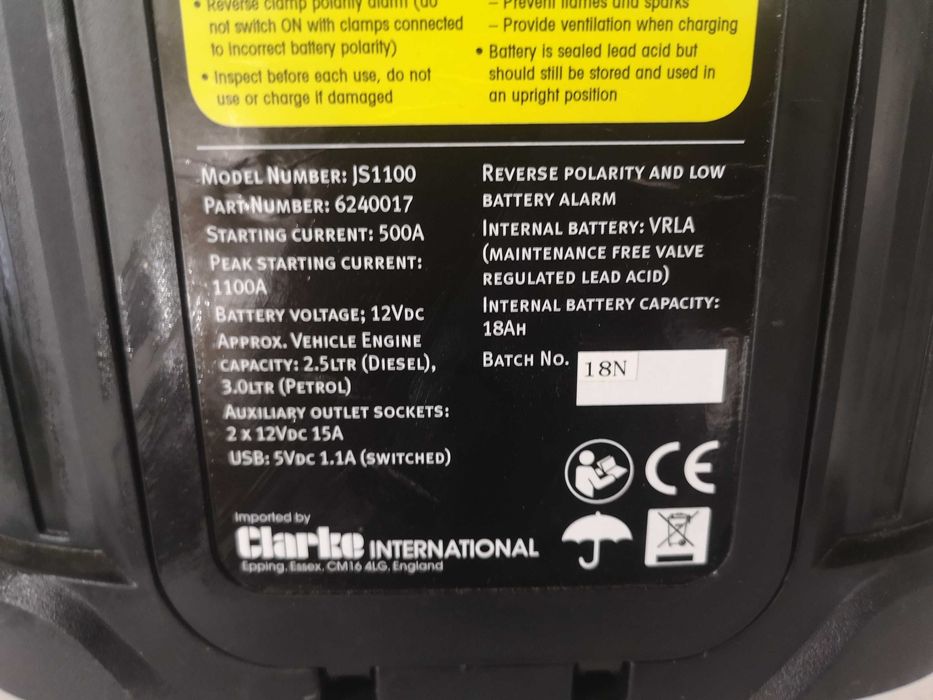 • Reverse clamp polarity alarm (do
not switch ON with clamps connected
to incorrect battery polarity)
• Inspect before each use, do not
use or charge if damaged
– Prevent flames and sparks
– Provide ventilation when charging
• Battery is sealed lead acid but
should still be stored and used in
an upright position
MODEL NUMBER: JS1100
PART NUMBER: 6240017
STARTING CURRENT: 500A
PEAK STARTING CURRENT:
1100A
BATTERY VOLTAGE; 12VDC
APPROX. VEHICLE ENGINE
CAPACITY: 2.5LTR (DIESEL),
3.0LTR (PETROL)
AUXILIARY OUTLET SOCKETS:
2 X 12VDC 15A
USB: 5VDC 1.1A (SWITCHED)
REVERSE POLARITY AND LOW
BATTERY ALARM
INTERNAL BATTERY: VRLA
(MAINTENANCE FREE VALVE
REGULATED LEAD ACID)
INTERNAL BATTERY CAPACITY:
18AH
BATCH NO. 18N
CE
Imported by
Clarke INTERNATIONAL
Epping, Essex, CM16 4LG, England